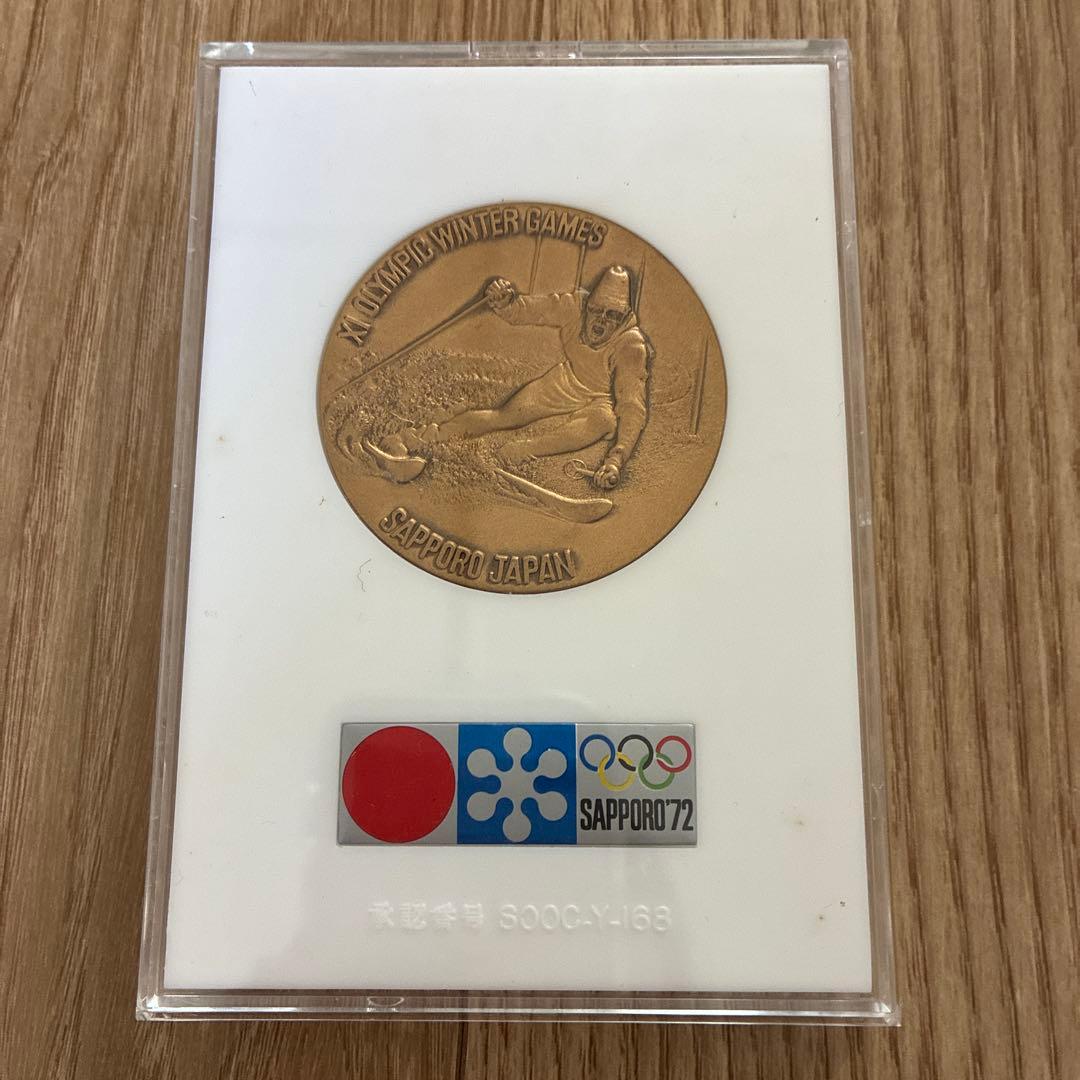 XI OLYMPIC WINTER GAMES
SAPPORO JAPAN
SAPPORO'72
承認番号 SOOC-Y-168